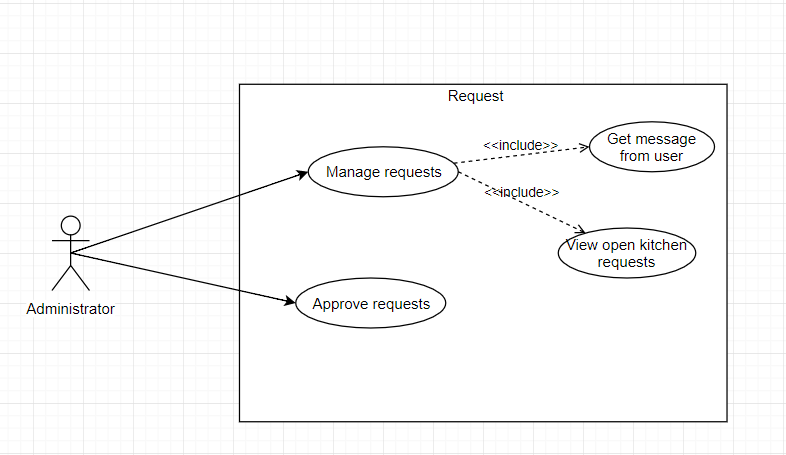 Request
<<include>>
Get message
from user
Manage requests
<<include>>
View open kitchen
requests
Approve requests
Administrator